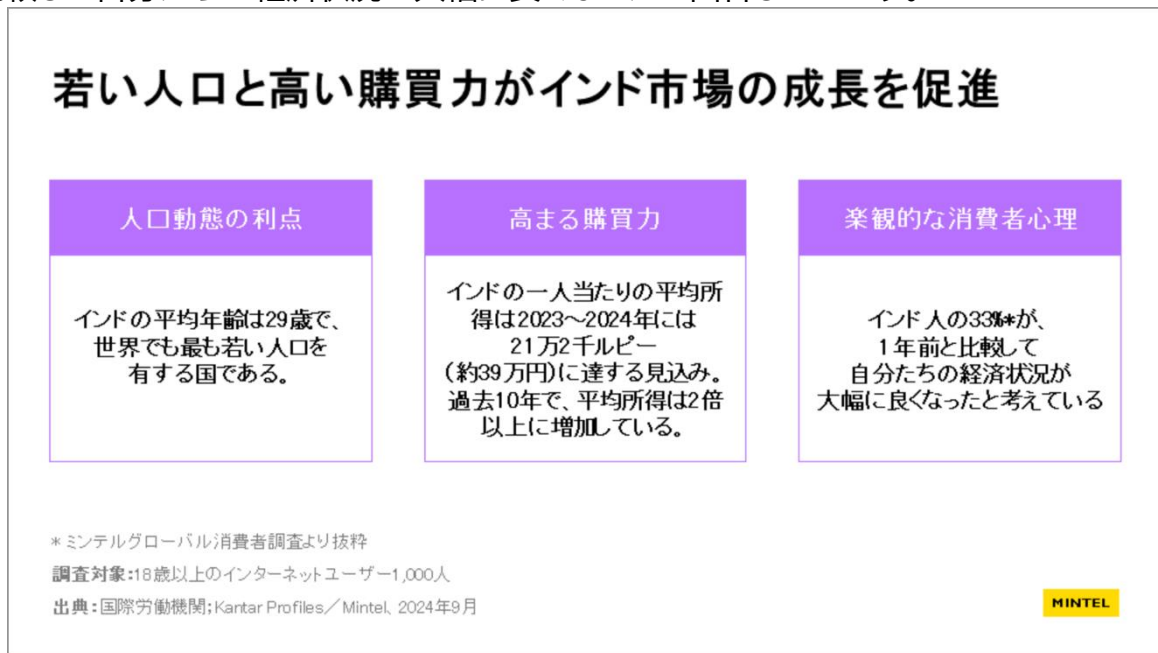 若い人口と高い購買力がインド市場の成長を促進
人口動態の利点
インドの平均年齢は29歳で、
世界でも最も若い人口を
有する国である。
高まる購買力
インドの一人当たりの平均所
得は2023~2024年には
21万2千ルピー
(約39万円)に達する見込み。
過去10年で、平均所得は2倍
以上に増加している。
楽観的な消費者心理
インド人の33%*が、
1年前と比較して
自分たちの経済状況が
大幅に良くなったと考えている
*ミンテルグローバル消費者調査より抜粋
調査対象:18歳以上のインターネットユーザー1,000人
出典:国際労働機関;Kantar Profiles/Mintel, 2024年9月
MINTEL